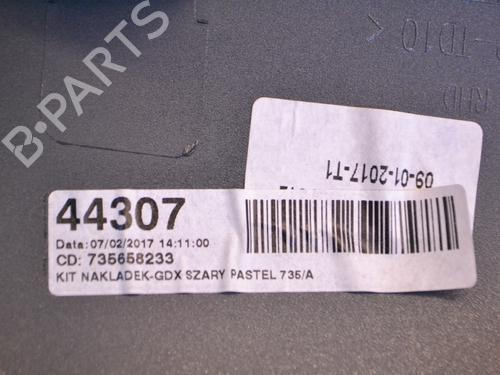 B-PARTS
-TD10<
RHD
09-01-2017-T1
44307
Data:07/02/2017 14:11:00
CD: 735658233
KIT NAKLADEK-GDX SZARY PASTEL 735/A